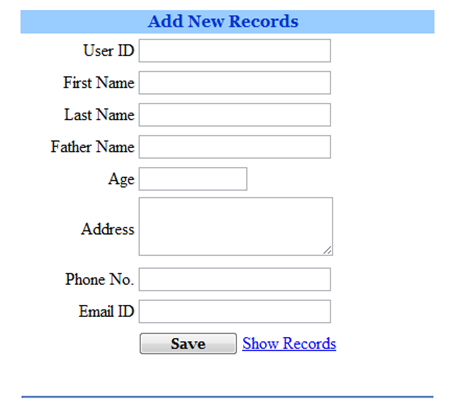 Add New Records
User ID
First Name
Last Name
Father Name
Age
Address
Phone No.
Email ID
Save Show Records